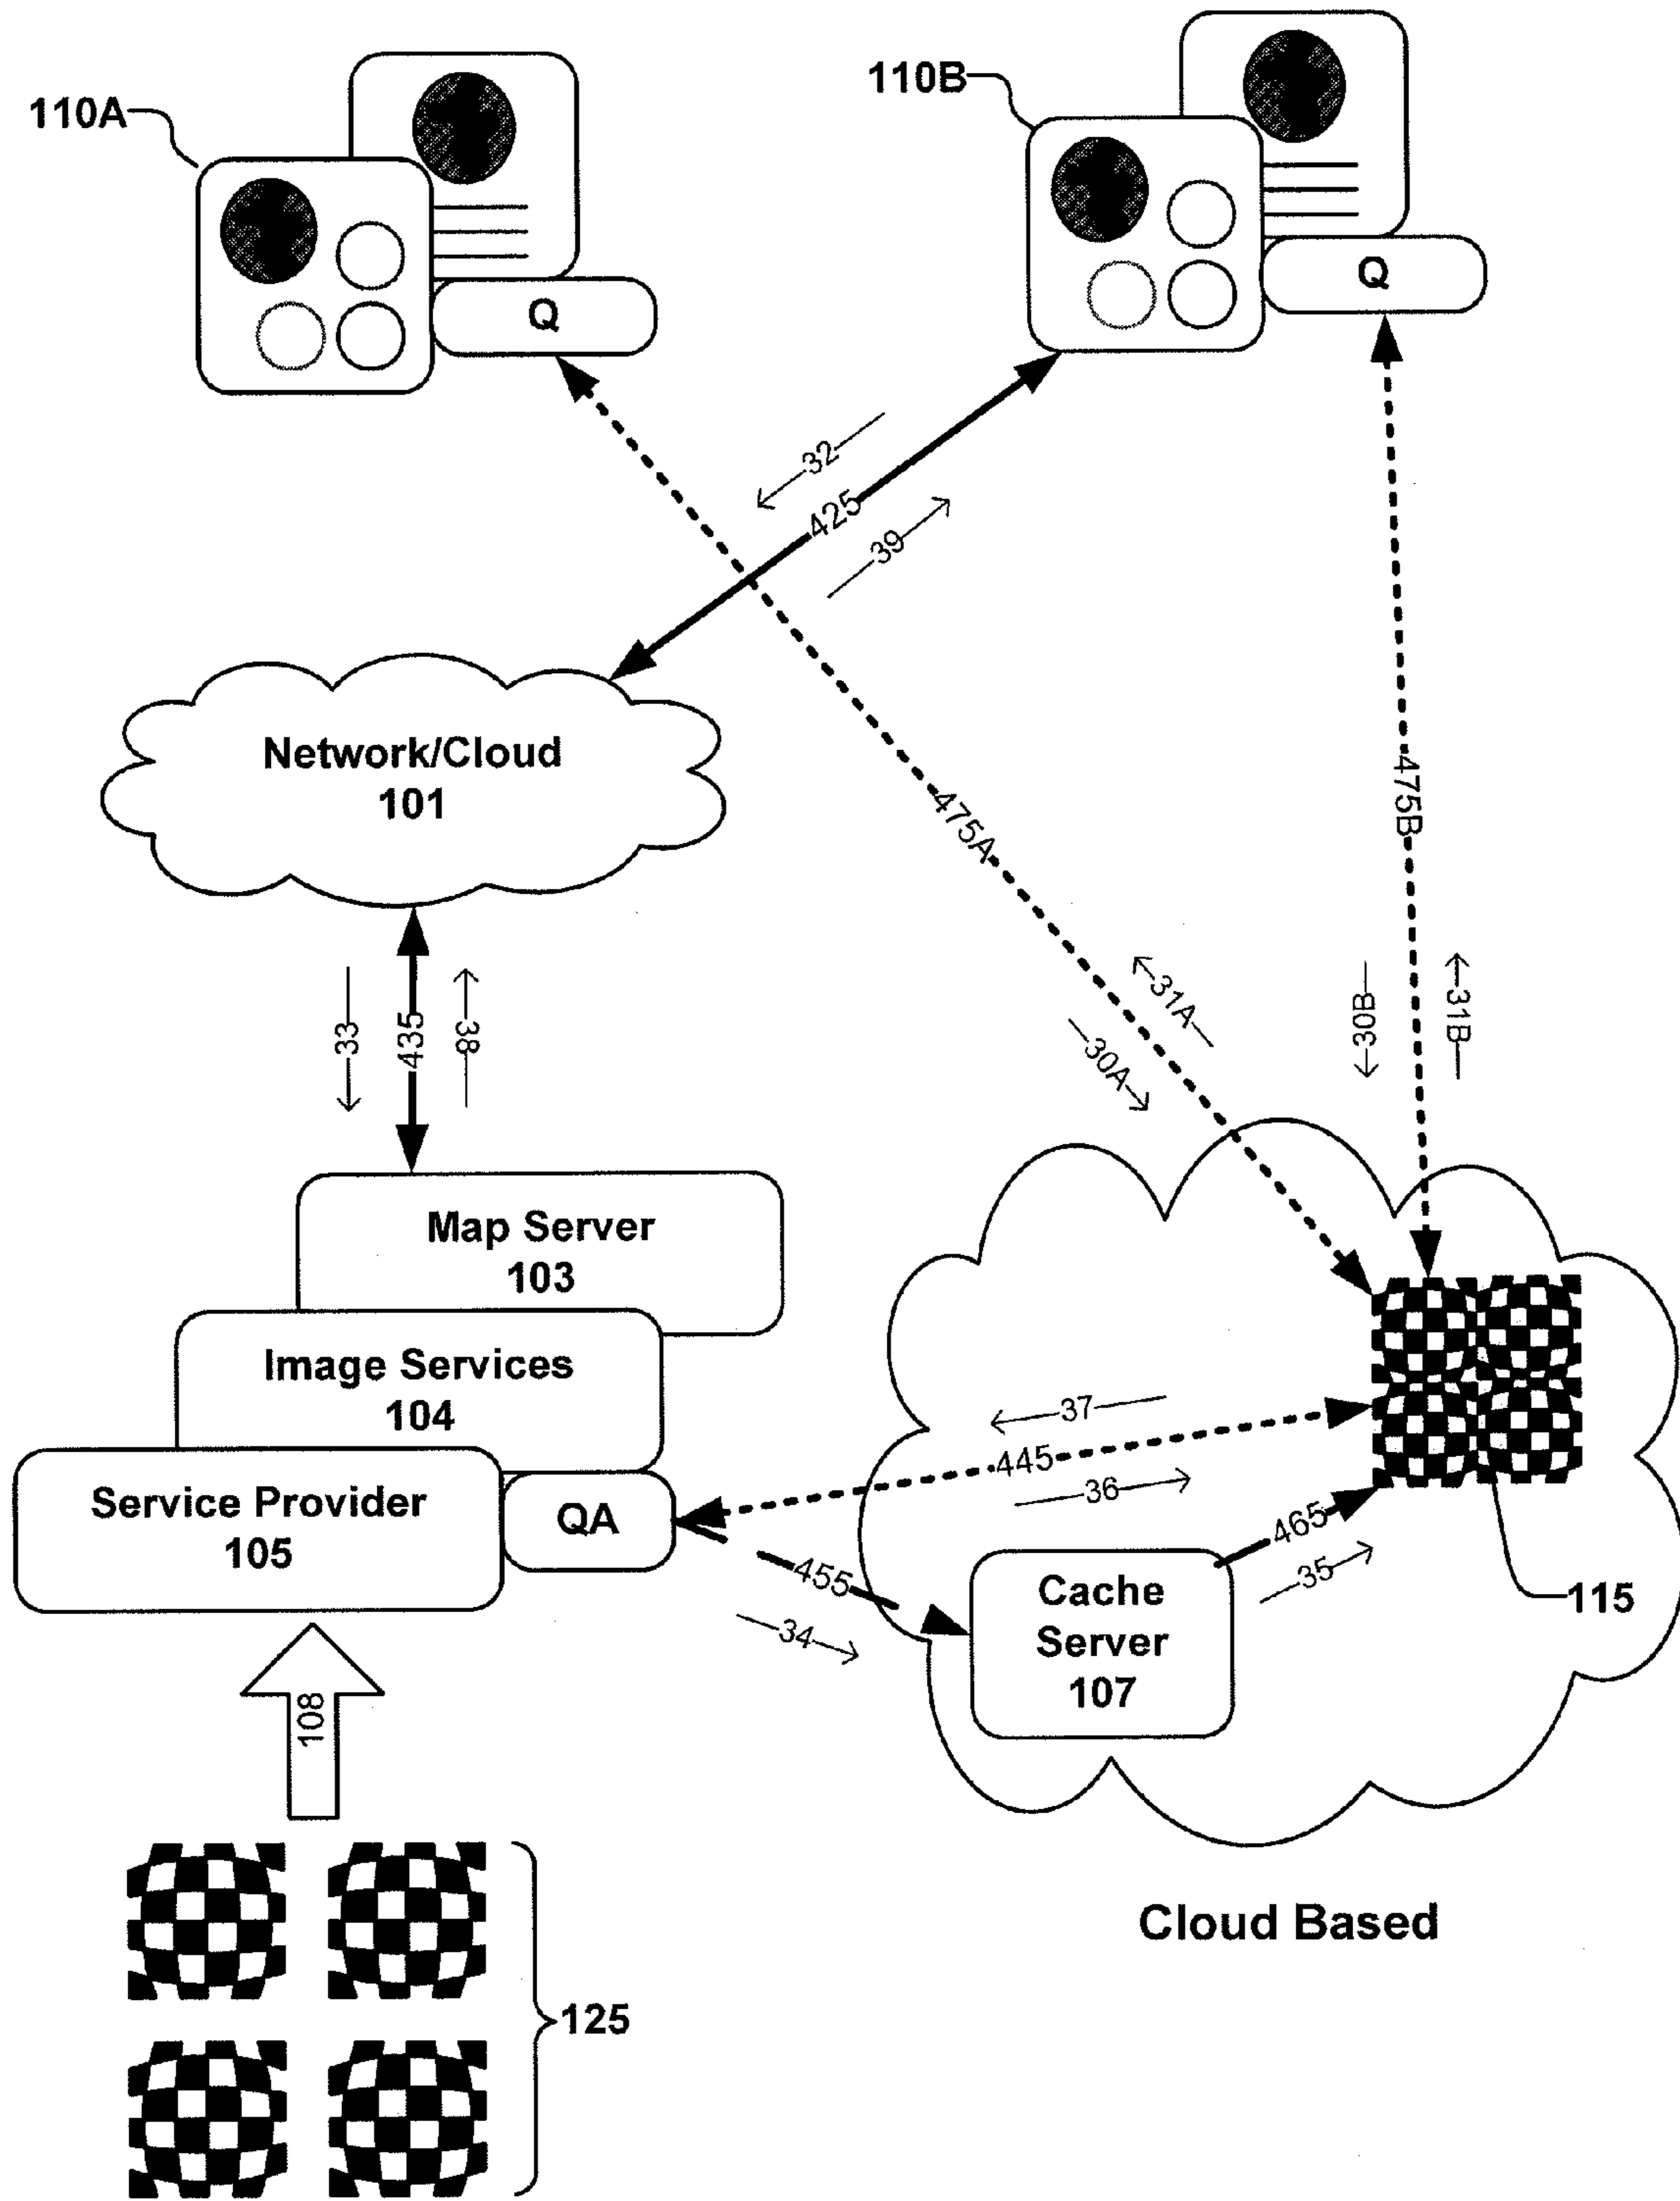 110A
110B
Q
Q
32
425
39
Network/Cloud
101
475A
475B
31A
30A
30B
31B
33
435
38
Map Server
103
Image Services
104
Service Provider
105
QA
37
445
36
465
35
455
34
Cache
Server
107
115
108
Cloud Based
125